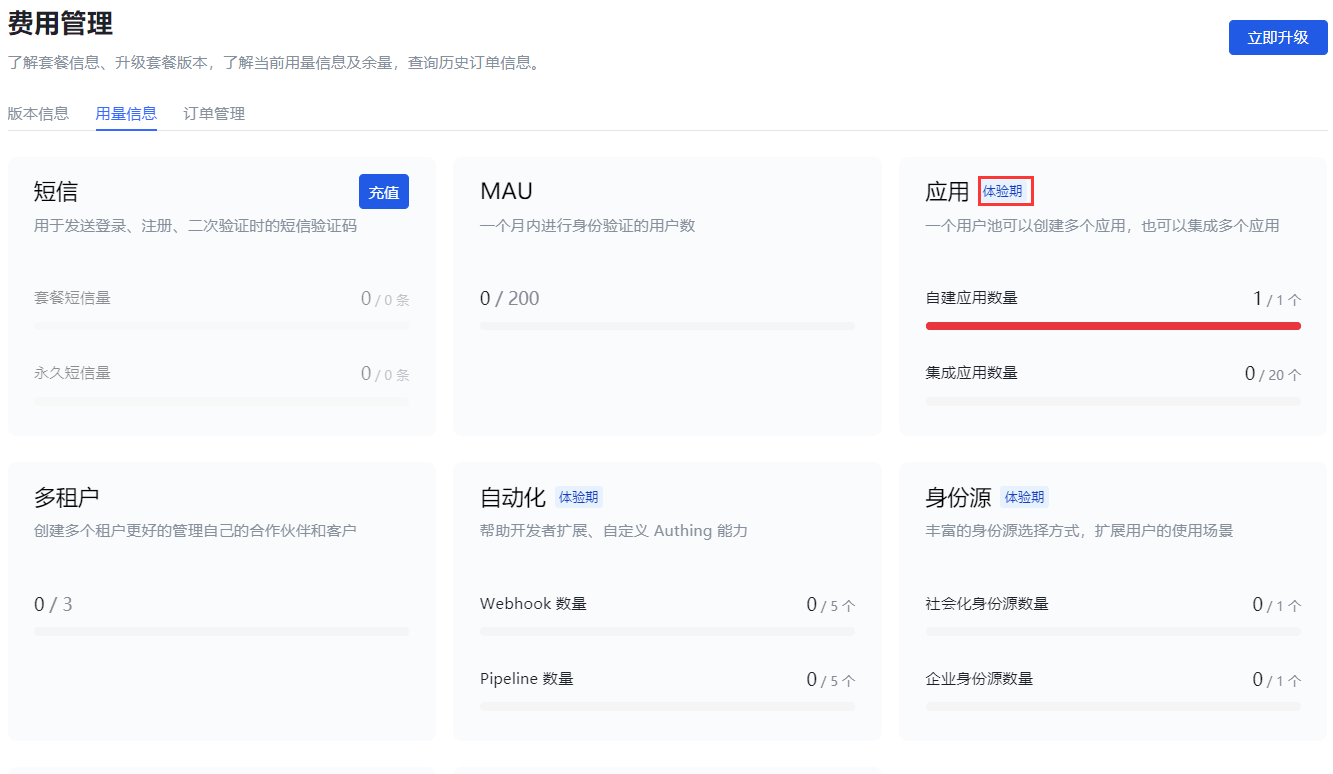 费用管理
立即升级
了解套餐信息、升级套餐版本，了解当前用量信息及余量，查询历史订单信息。
版本信息 用量信息 订单管理
短信
充值
用于发送登录、注册、二次验证时的短信验证码
套餐短信量 0 / 0 条
永久短信量 0 / 0 条
MAU
一个月内进行身份验证的用户数
0 / 200
应用 体验期
一个用户池可以创建多个应用，也可以集成多个应用
自建应用数量 1 / 1 个
集成应用数量 0 / 20 个
多租户
创建多个租户更好的管理自己的合作伙伴和客户
0 / 3
自动化 体验期
帮助开发者扩展、自定义 Authing 能力
Webhook 数量 0 / 5 个
Pipeline 数量 0 / 5 个
身份源 体验期
丰富的身份源选择方式，扩展用户的使用场景
社会化身份源数量 0 / 1 个
企业身份源数量 0 / 1 个